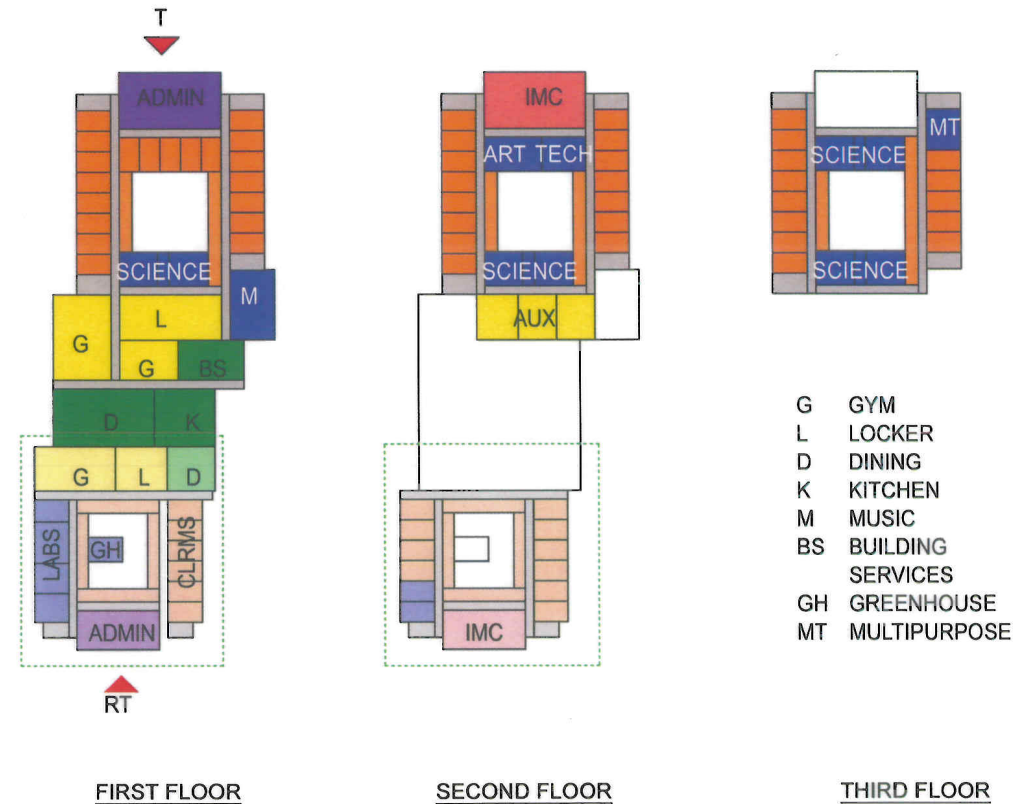 T
ADMIN
SCIENCE
M
L
G
G
BS
D
K
G
L
D
LABS
GH
CLRMS
ADMIN
RT
FIRST FLOOR
IMC
ART TECH
SCIENCE
AUX
IMC
SECOND FLOOR
MT
SCIENCE
SCIENCE
G GYM
L LOCKER
D DINING
K KITCHEN
M MUSIC
BS BUILDING
SERVICES
GH GREENHOUSE
MT MULTIPURPOSE
THIRD FLOOR